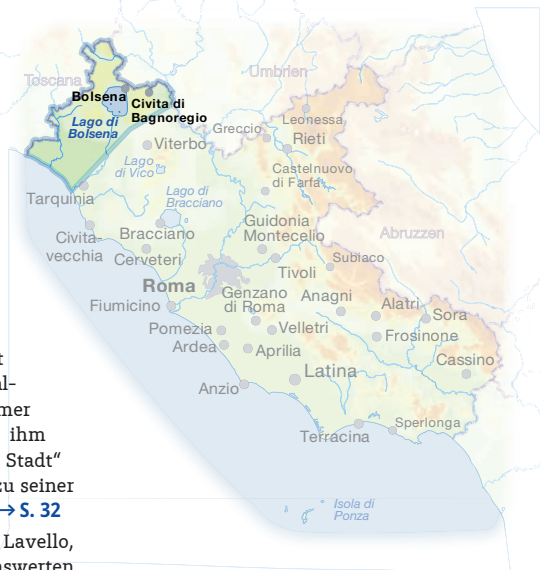 Toscana
Umbrien
Bolsena
Civita di
Bagnoregio
Lago di
Bolsena
Leonessa
Greccio
Rieti
Viterbo
Lago
di Vico
Castelnuovo
di Farfa
Tarquinia
Lago di
Bracciano
Guidonia
Montecelio
Abruzzen
Civita-
vecchia
Bracciano
Cerveteri
Subiaco
Tivoli
Roma
Fiumicino
Genzano
di Roma
Anagni
Alatri
Sora
Pomezia
Velletri
Frosinone
Ardea
Aprilia
Cassino
Latina
Anzio
Sperlonga
Terracina
Isola di
Ponza
t
al-
mer
ihm
Stadt“
zu seiner
→ S. 32
Lavello,
nswerten